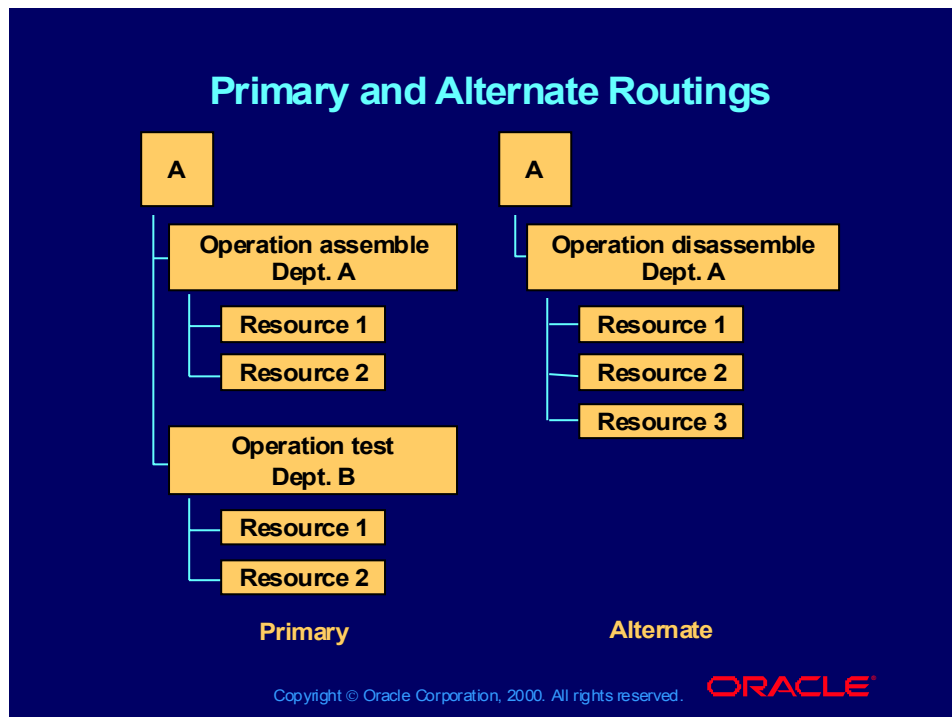 Primary and Alternate Routings
A
Operation assemble
Dept. A
Resource 1
Resource 2
Operation test
Dept. B
Resource 1
Resource 2
Primary
A
Operation disassemble
Dept. A
Resource 1
Resource 2
Resource 3
Alternate
Copyright © Oracle Corporation, 2000. All rights reserved.
ORACLE®